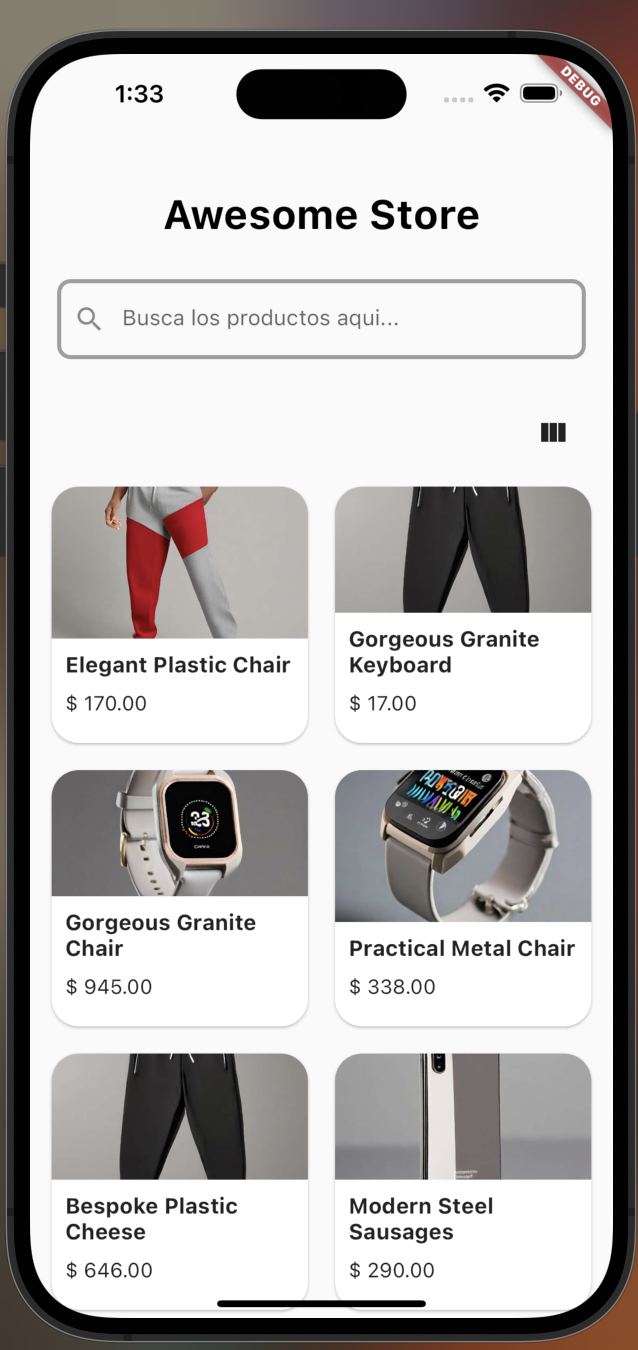 1:33
DEBUG
Awesome Store
Busca los productos aqui...
Elegant Plastic Chair
$ 170.00
Gorgeous Granite
Keyboard
$ 17.00
Gorgeous Granite
Chair
$ 945.00
Practical Metal Chair
$ 338.00
Bespoke Plastic
Cheese
$ 646.00
Modern Steel
Sausages
$ 290.00